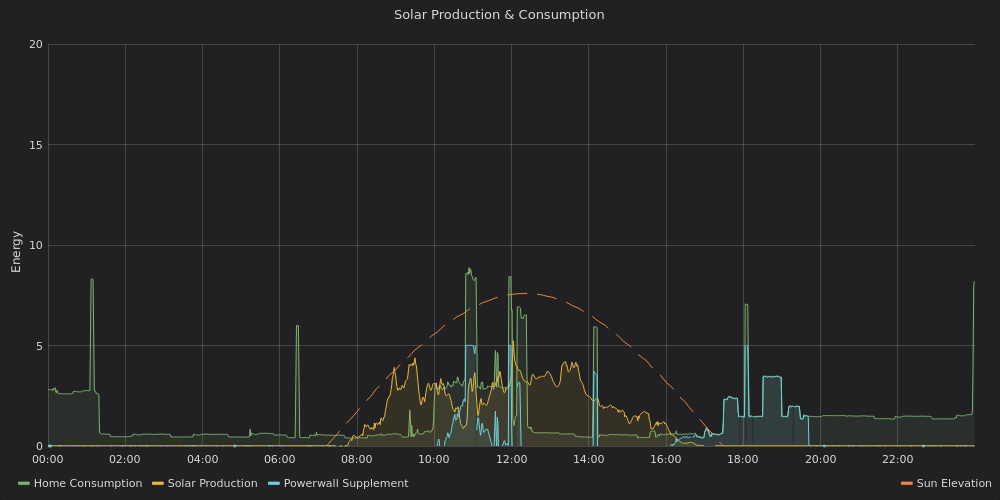 Solar Production & Consumption
20
15
10
5
0
Energy
00:00 02:00 04:00 06:00 08:00 10:00 12:00 14:00 16:00 18:00 20:00 22:00
Home Consumption Solar Production Powerwall Supplement Sun Elevation